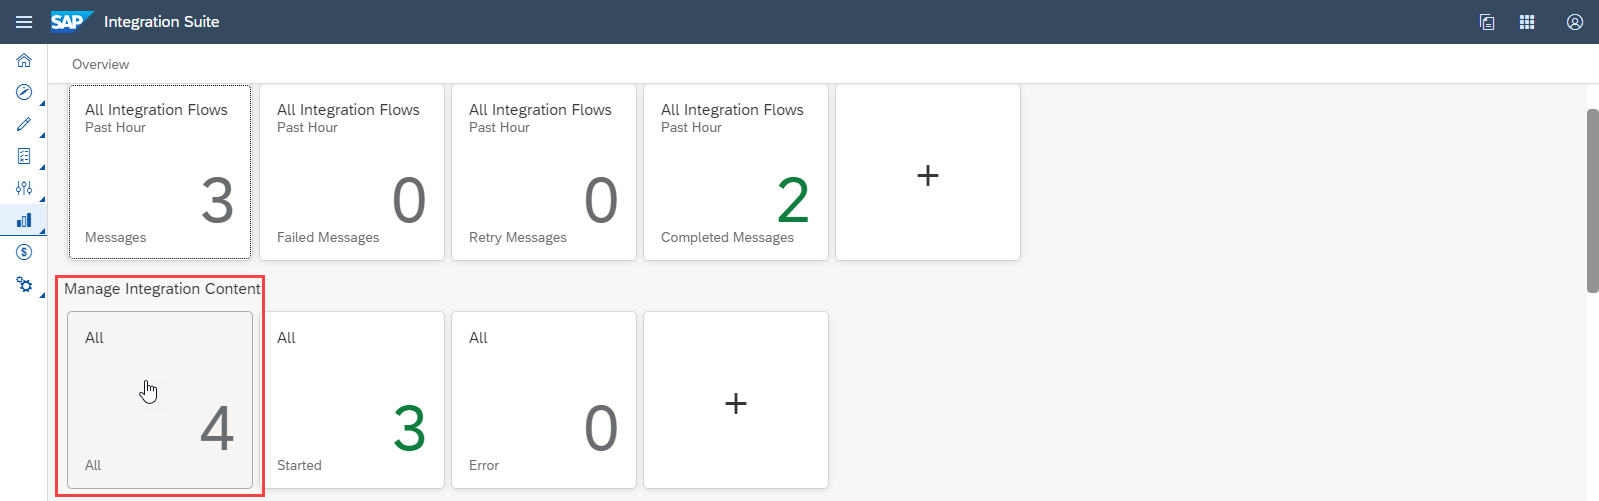 SAP Integration Suite
Overview
All Integration Flows
Past Hour
3
Messages
All Integration Flows
Past Hour
0
Failed Messages
All Integration Flows
Past Hour
0
Retry Messages
All Integration Flows
Past Hour
2
Completed Messages
+
Manage Integration Content
All
4
All
All
3
Started
All
0
Error
+